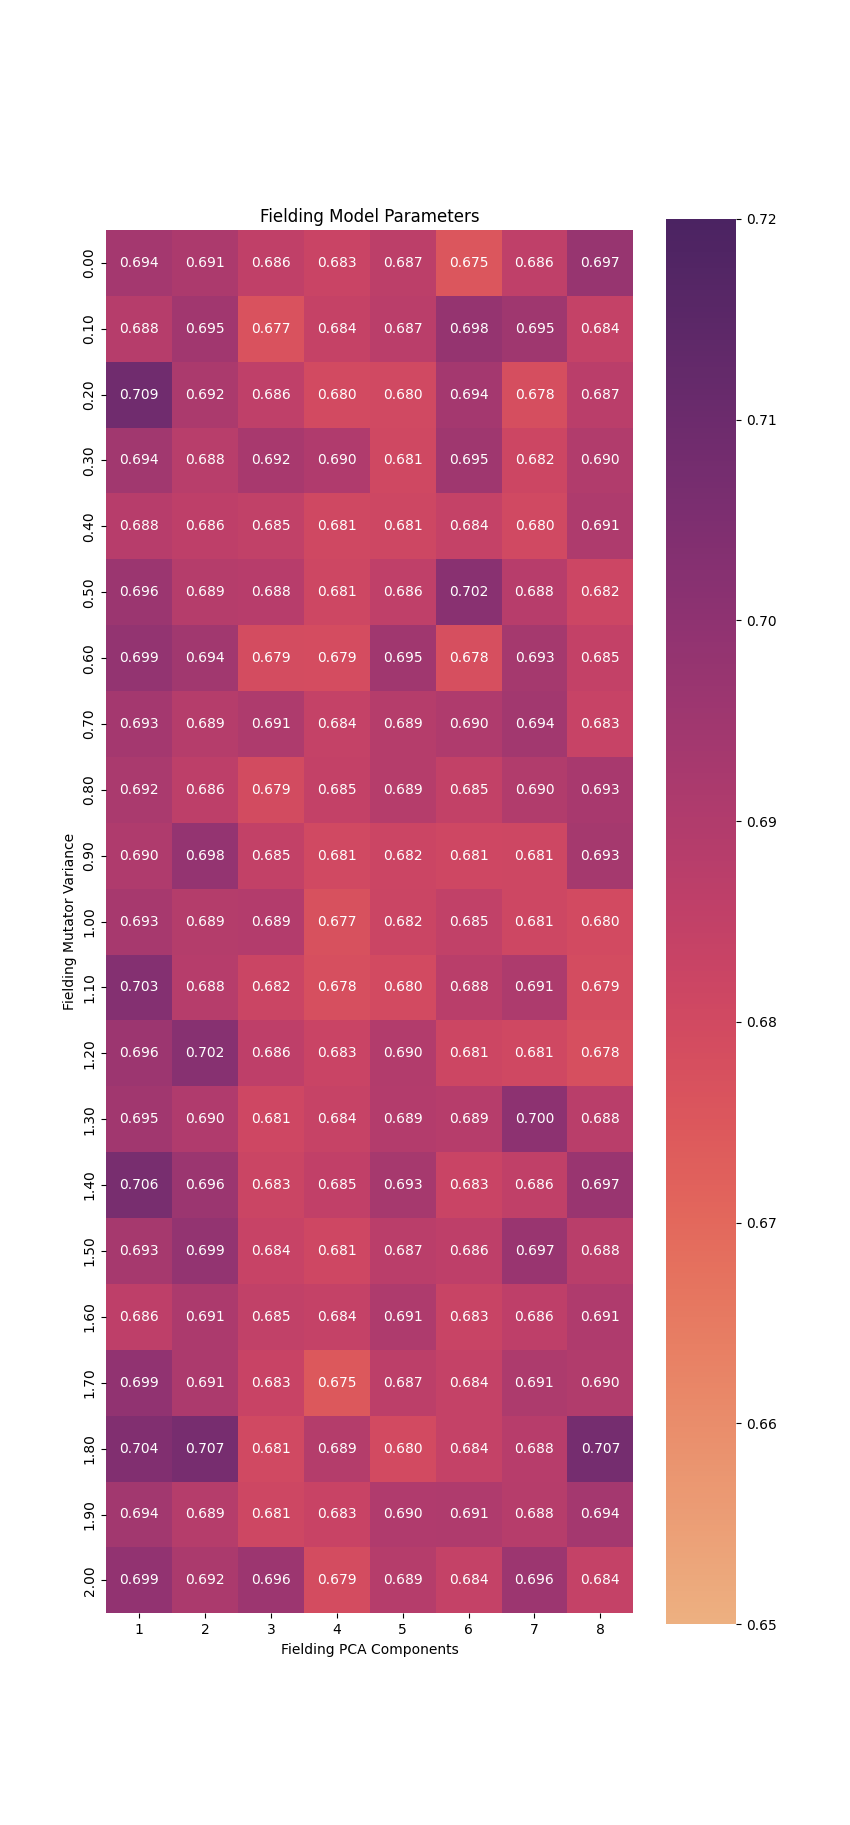 Fielding Model Parameters
0.00 0.694 0.691 0.686 0.683 0.687 0.675 0.686 0.697
0.10 0.688 0.695 0.677 0.684 0.687 0.698 0.695 0.684
0.20 0.709 0.692 0.686 0.680 0.680 0.694 0.678 0.687
0.30 0.694 0.688 0.692 0.690 0.681 0.695 0.682 0.690
0.40 0.688 0.686 0.685 0.681 0.681 0.684 0.680 0.691
0.50 0.696 0.689 0.688 0.681 0.686 0.702 0.688 0.682
0.60 0.699 0.694 0.679 0.679 0.695 0.678 0.693 0.685
0.70 0.693 0.689 0.691 0.684 0.689 0.690 0.694 0.683
0.80 0.692 0.686 0.679 0.685 0.689 0.685 0.690 0.693
0.90 0.690 0.698 0.685 0.681 0.682 0.681 0.681 0.693
1.00 0.693 0.689 0.689 0.677 0.682 0.685 0.681 0.680
1.10 0.703 0.688 0.682 0.678 0.680 0.688 0.691 0.679
1.20 0.696 0.702 0.686 0.683 0.690 0.681 0.681 0.678
1.30 0.695 0.690 0.681 0.684 0.689 0.689 0.700 0.688
1.40 0.706 0.696 0.683 0.685 0.693 0.683 0.686 0.697
1.50 0.693 0.699 0.684 0.681 0.687 0.686 0.697 0.688
1.60 0.686 0.691 0.685 0.684 0.691 0.683 0.686 0.691
1.70 0.699 0.691 0.683 0.675 0.687 0.684 0.691 0.690
1.80 0.704 0.707 0.681 0.689 0.680 0.684 0.688 0.707
1.90 0.694 0.689 0.681 0.683 0.690 0.691 0.688 0.694
2.00 0.699 0.692 0.696 0.679 0.689 0.684 0.696 0.684
1 2 3 4 5 6 7 8
Fielding PCA Components
Fielding Mutator Variance
0.72
0.71
0.70
0.69
0.68
0.67
0.66
0.65